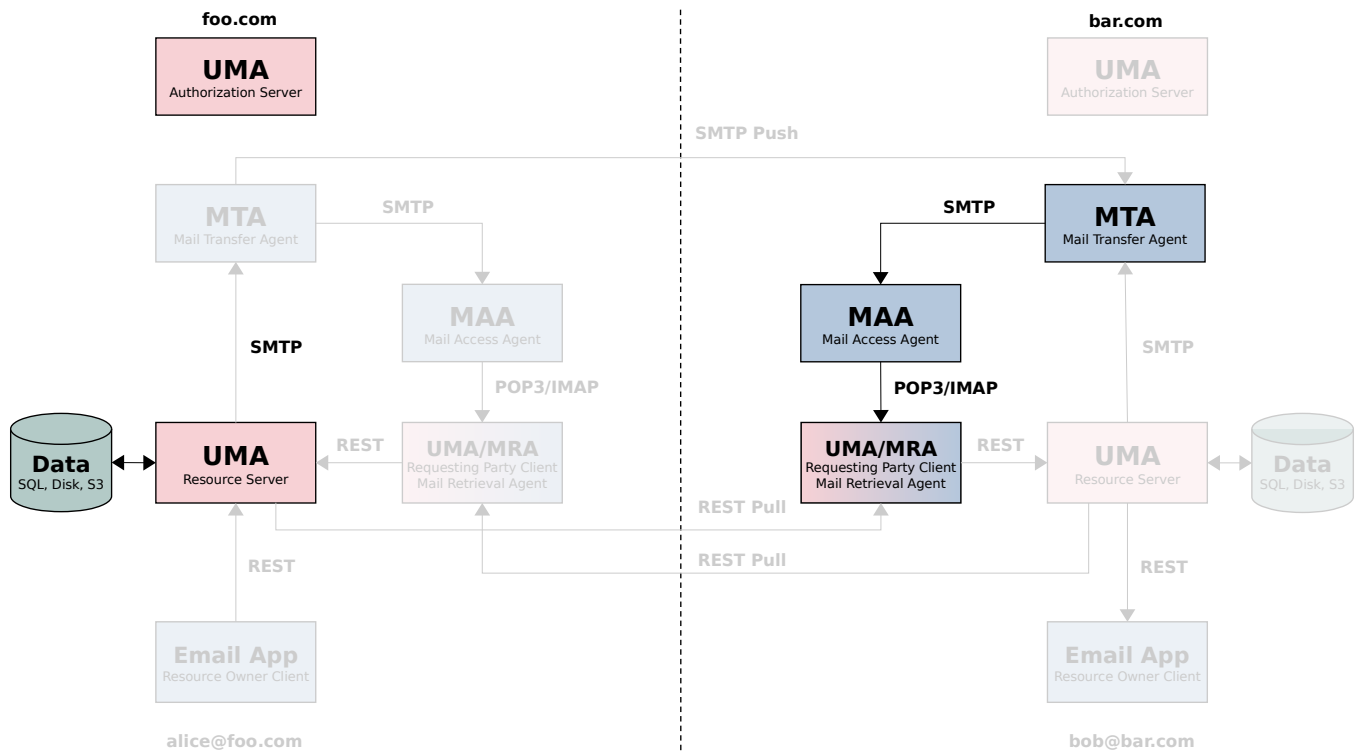 foo.com
bar.com
UMA
Authorization Server
UMA
Authorization Server
SMTP Push
MTA
Mail Transfer Agent
SMTP
SMTP
MTA
Mail Transfer Agent
MAA
Mail Access Agent
MAA
Mail Access Agent
SMTP
SMTP
POP3/IMAP
POP3/IMAP
Data
SQL, Disk, S3
UMA
Resource Server
REST
UMA/MRA
Requesting Party Client
Mail Retrieval Agent
UMA/MRA
Requesting Party Client
Mail Retrieval Agent
REST
UMA
Resource Server
Data
SQL, Disk, S3
REST Pull
REST Pull
REST
REST
Email App
Resource Owner Client
Email App
Resource Owner Client
alice@foo.com
bob@bar.com